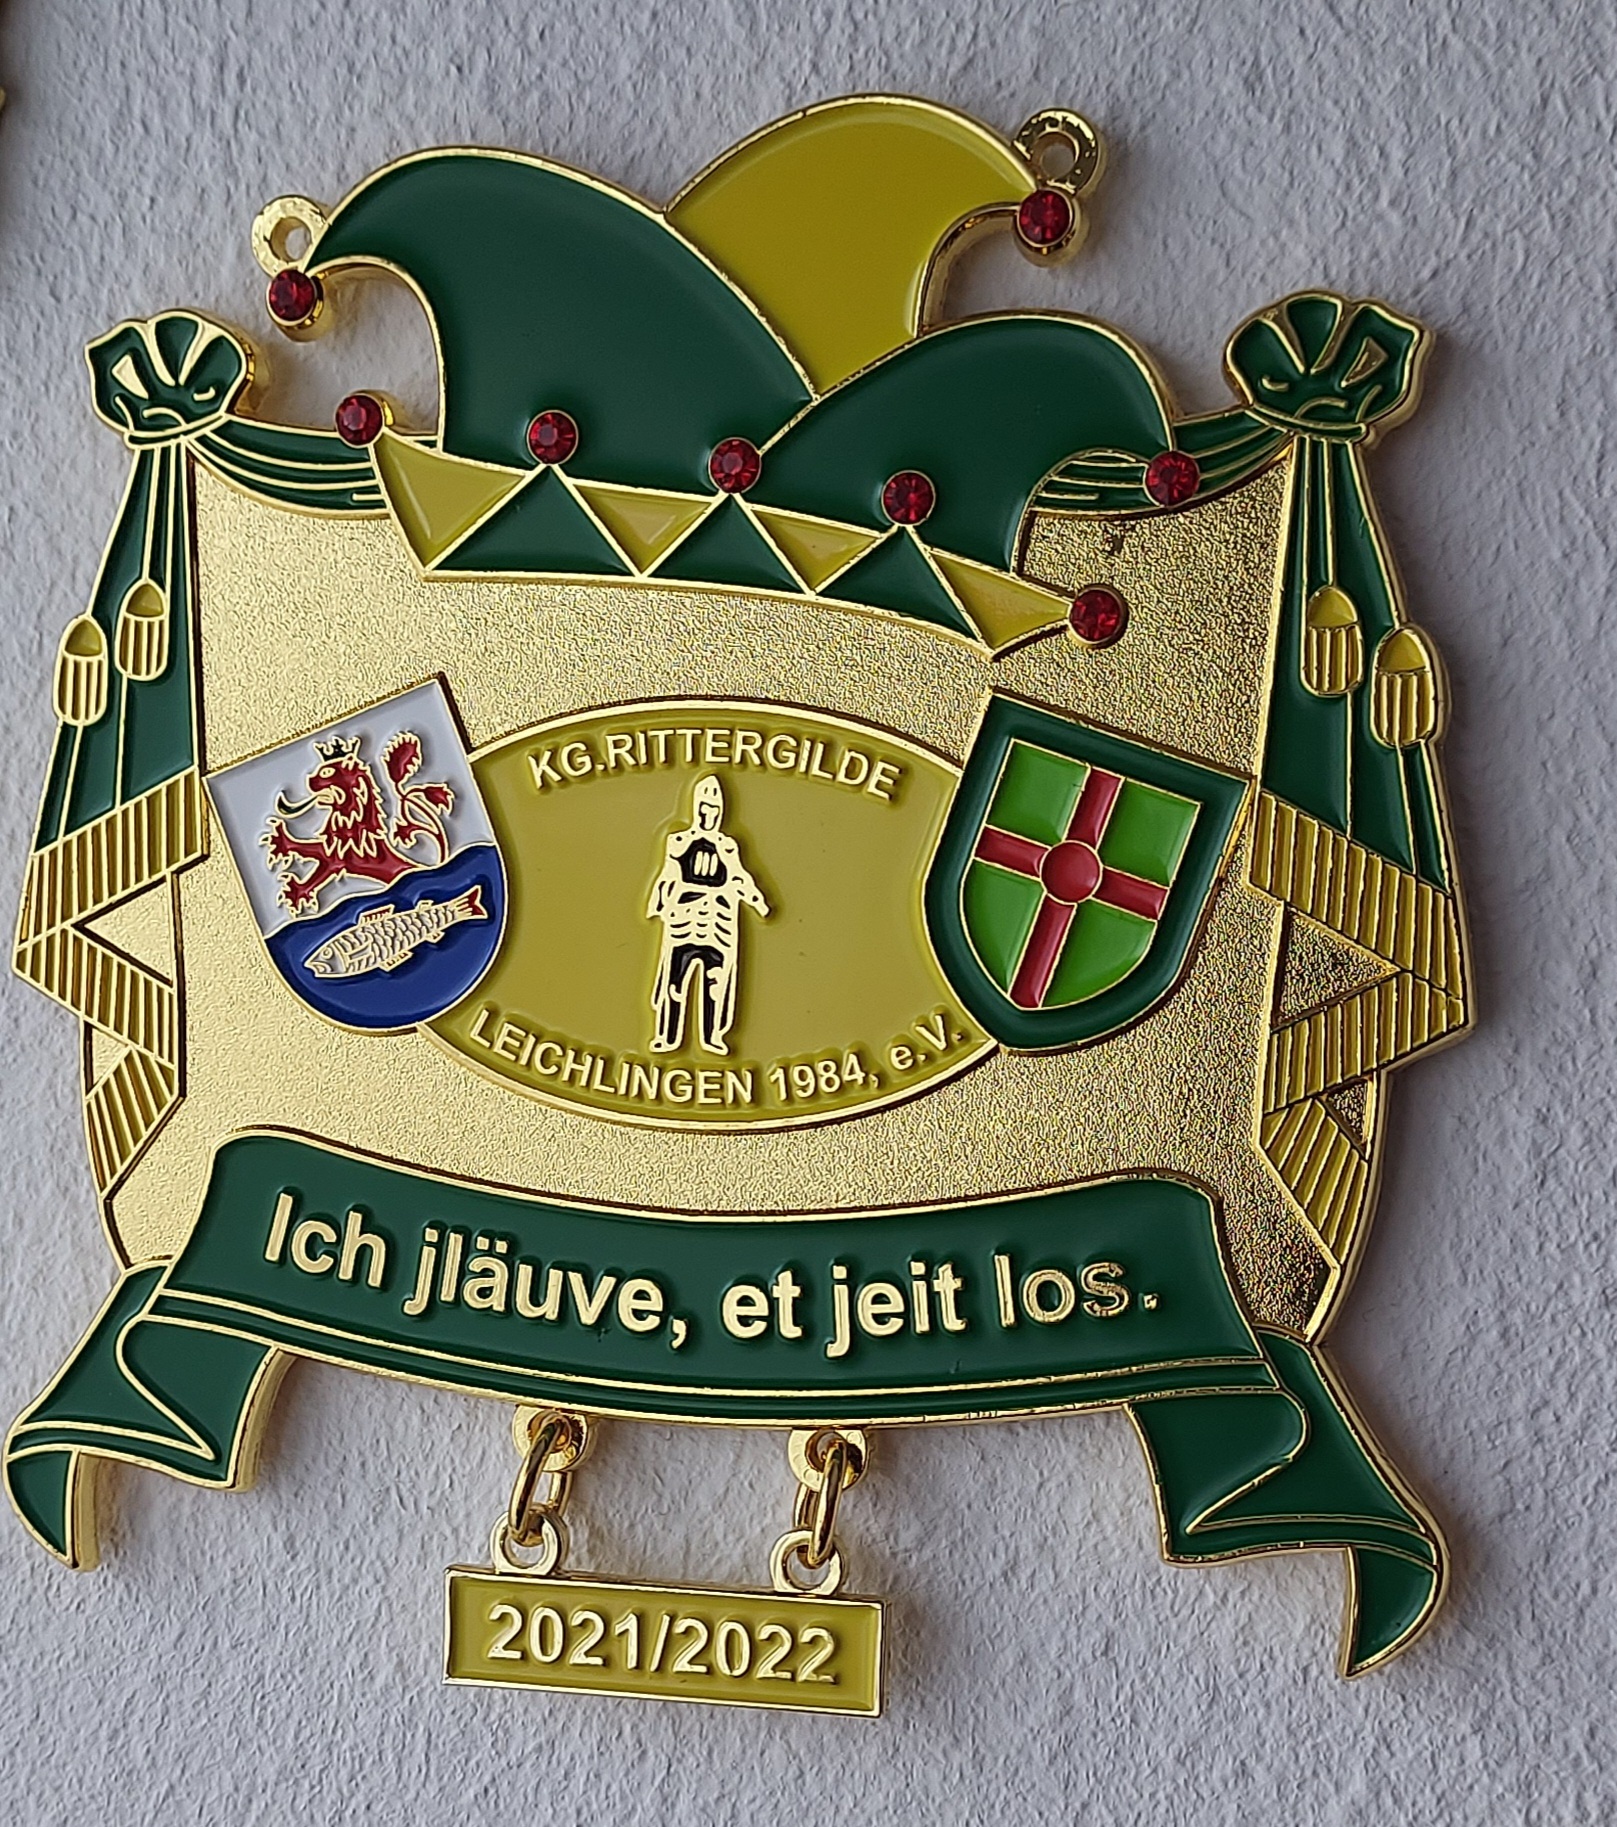 KG.RITTERGILDE
LEICHLINGEN 1984, e.V.
Ich jläuve, et jeit los.
2021/2022